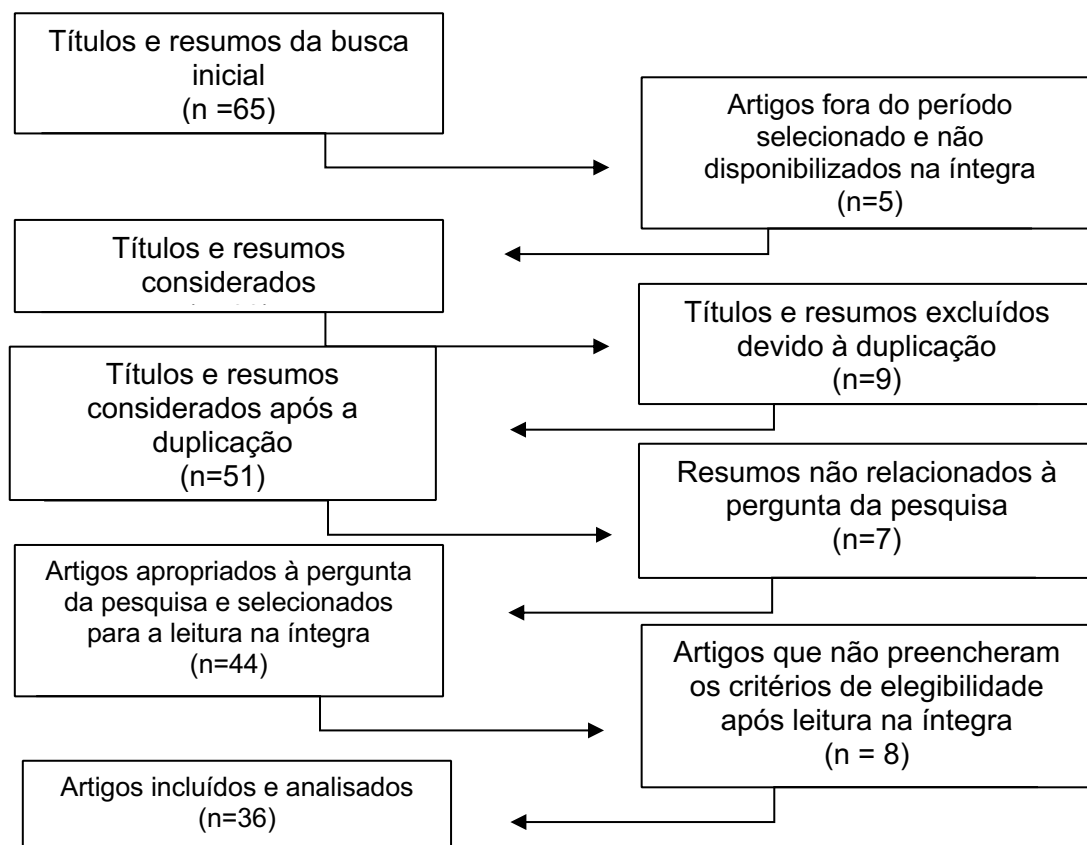 Títulos e resumos da busca
inicial
(n =65)
Artigos fora do período
selecionado e não
disponibilizados na íntegra
(n=5)
Títulos e resumos
considerados
Títulos e resumos excluídos
devido à duplicação
(n=9)
Títulos e resumos
considerados após a
duplicação
(n=51)
Resumos não relacionados à
pergunta da pesquisa
(n=7)
Artigos apropriados à pergunta
da pesquisa e selecionados
para a leitura na íntegra
(n=44)
Artigos que não preencheram
os critérios de elegibilidade
após leitura na íntegra
(n = 8)
Artigos incluídos e analisados
(n=36)